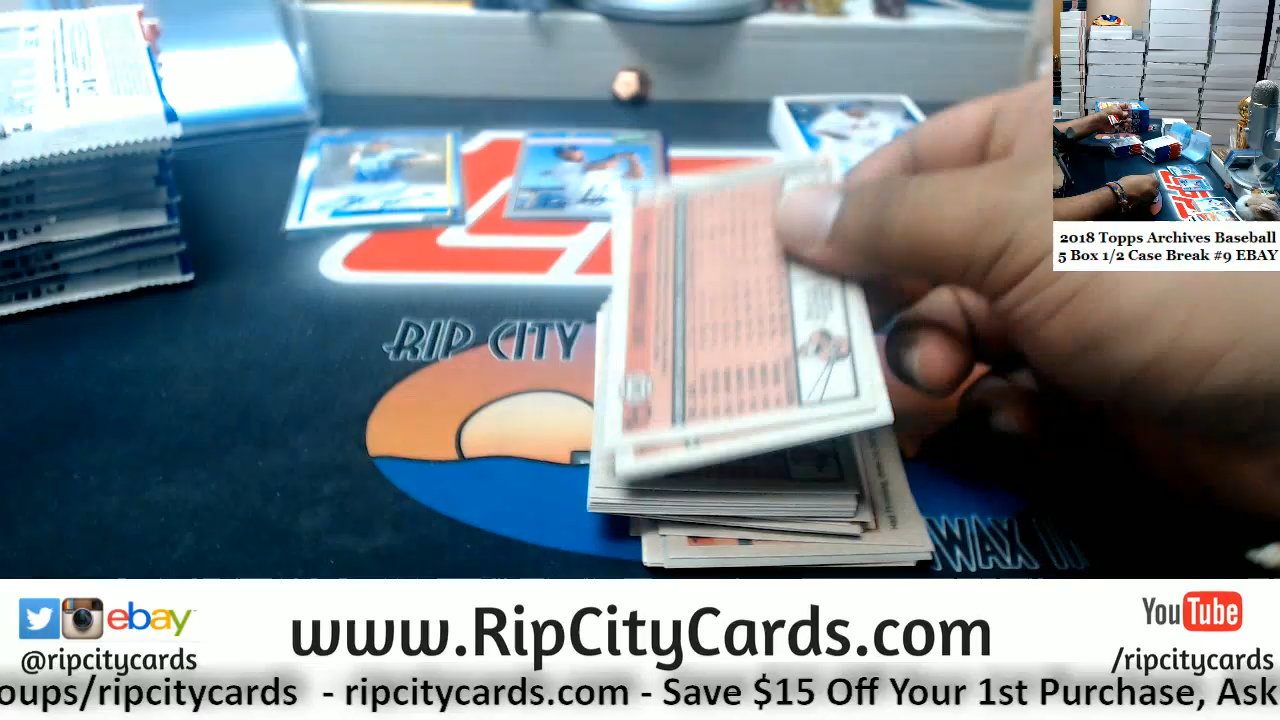 2018 Topps Archives Baseball
5 Box 1/2 Case Break #9 EBAY
RIP CITY
WAX
ebay
www.RipCityCards.com
YouTube
@ripcitycards
/ripcitycards
oups/ripcitycards - ripcitycards.com - Save $15 Off Your 1st Purchase, Ask